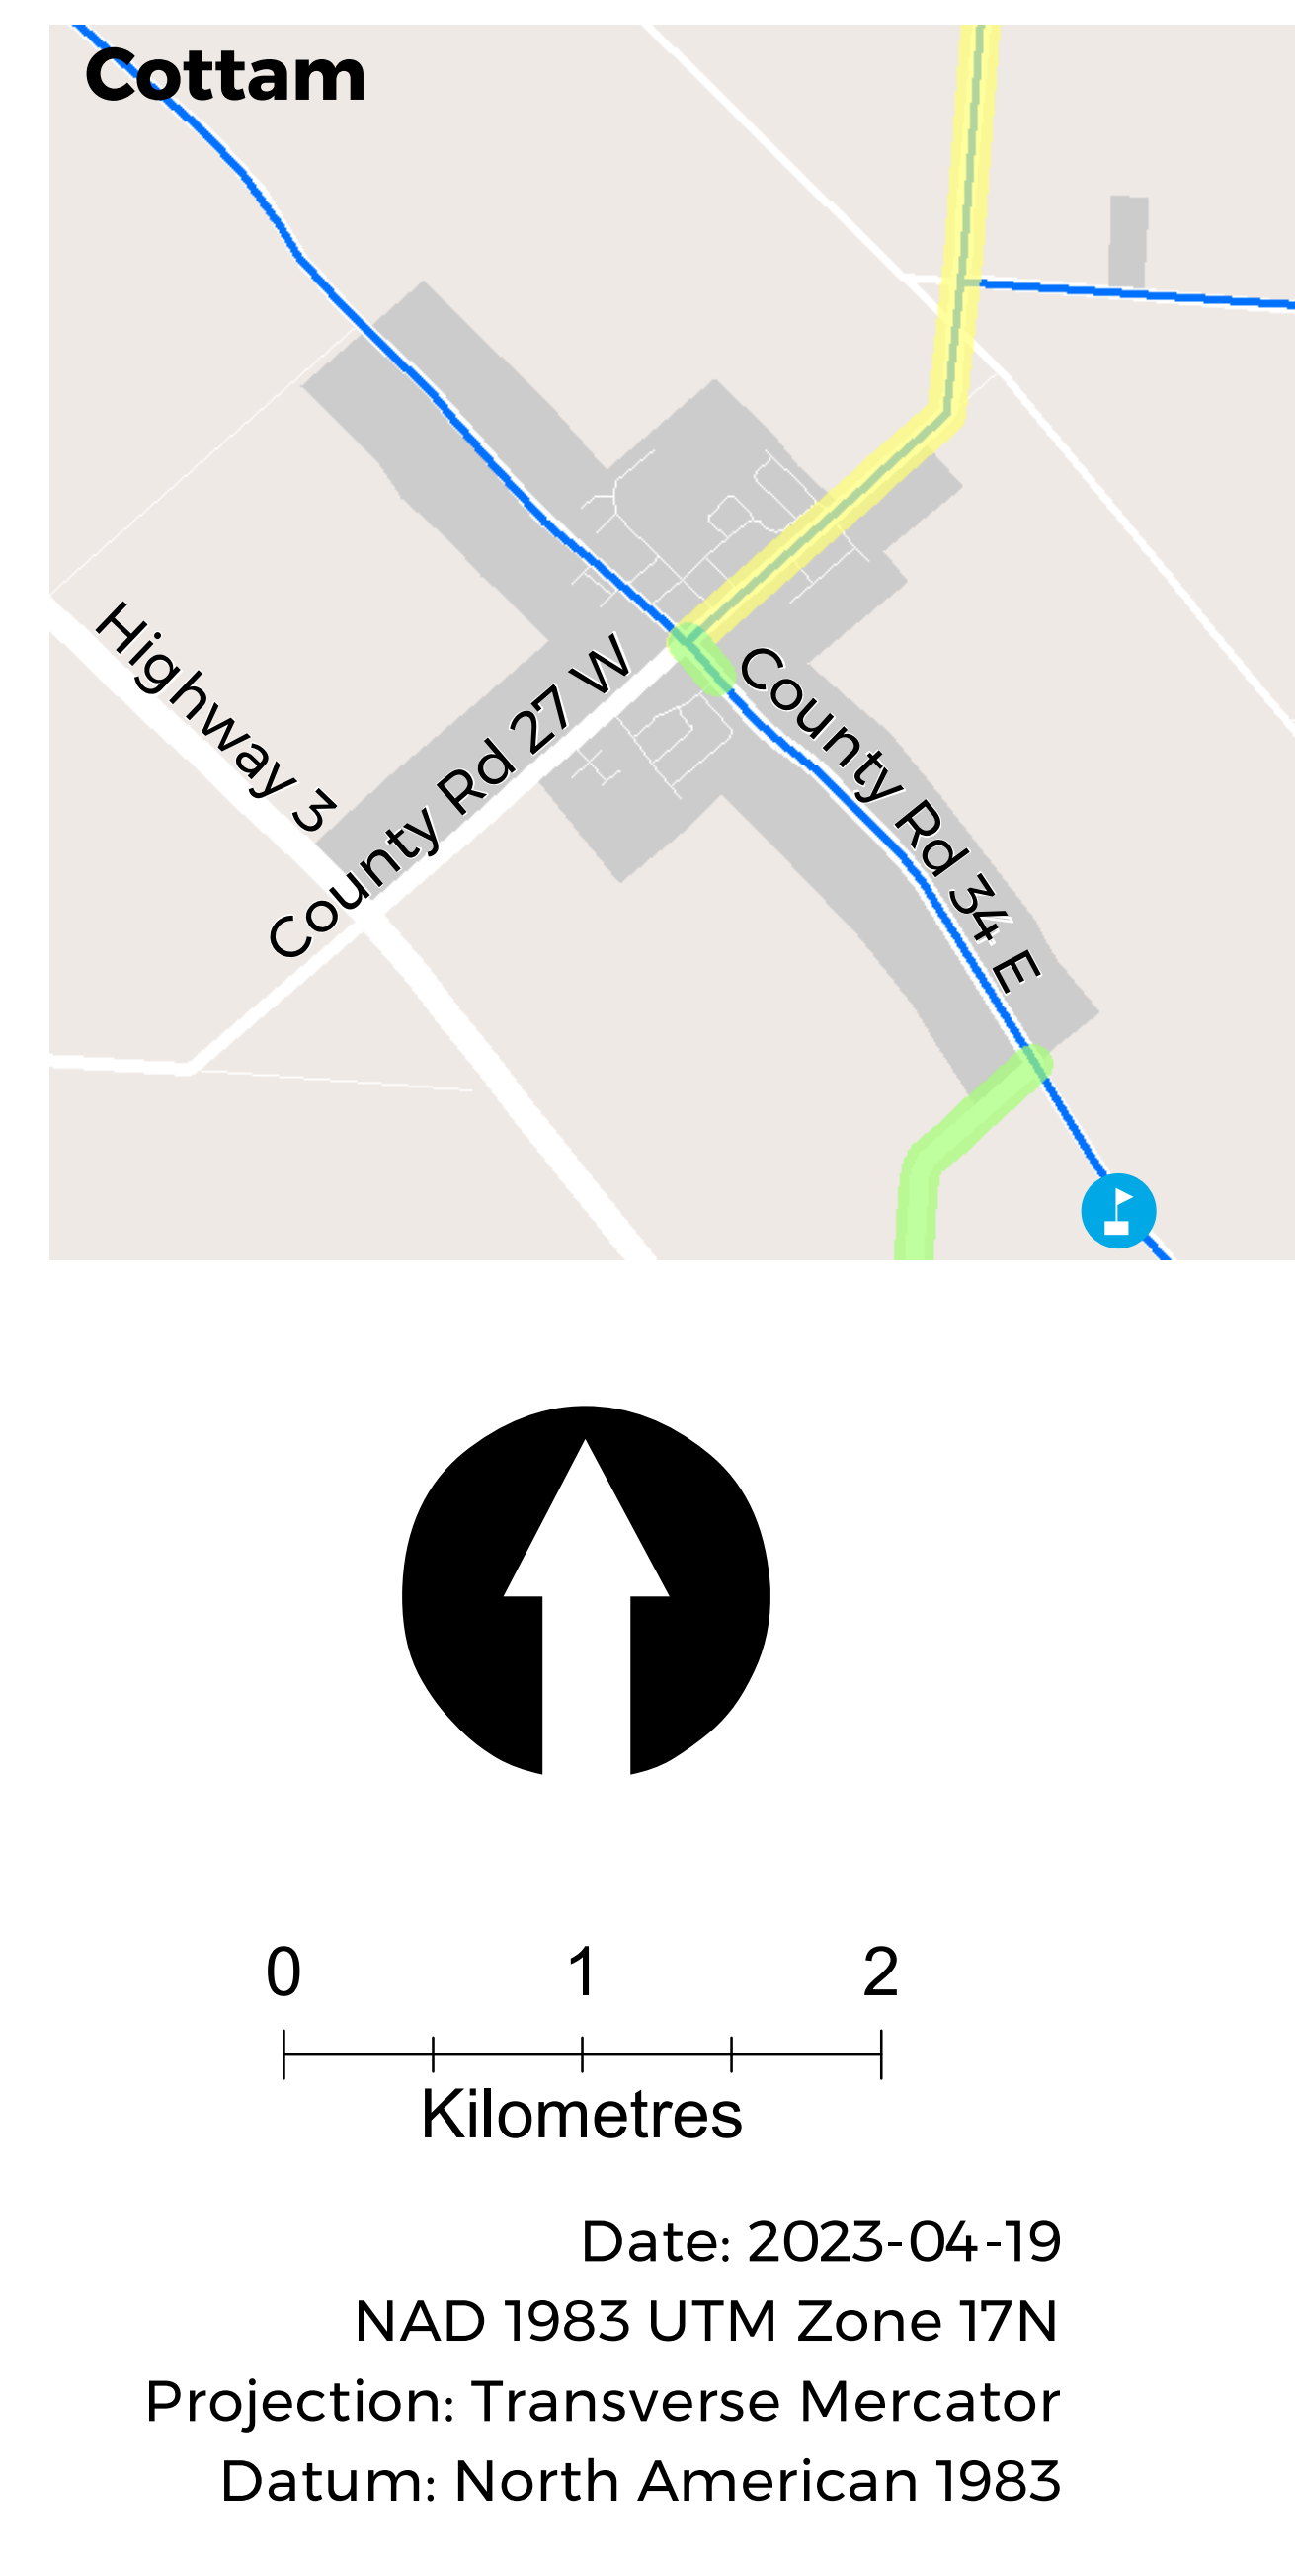 Cottam
Highway 3
County Rd 27 W
County Rd 34 E
0 1 2
Kilometres
Date: 2023-04-19
NAD 1983 UTM Zone 17N
Projection: Transverse Mercator
Datum: North American 1983